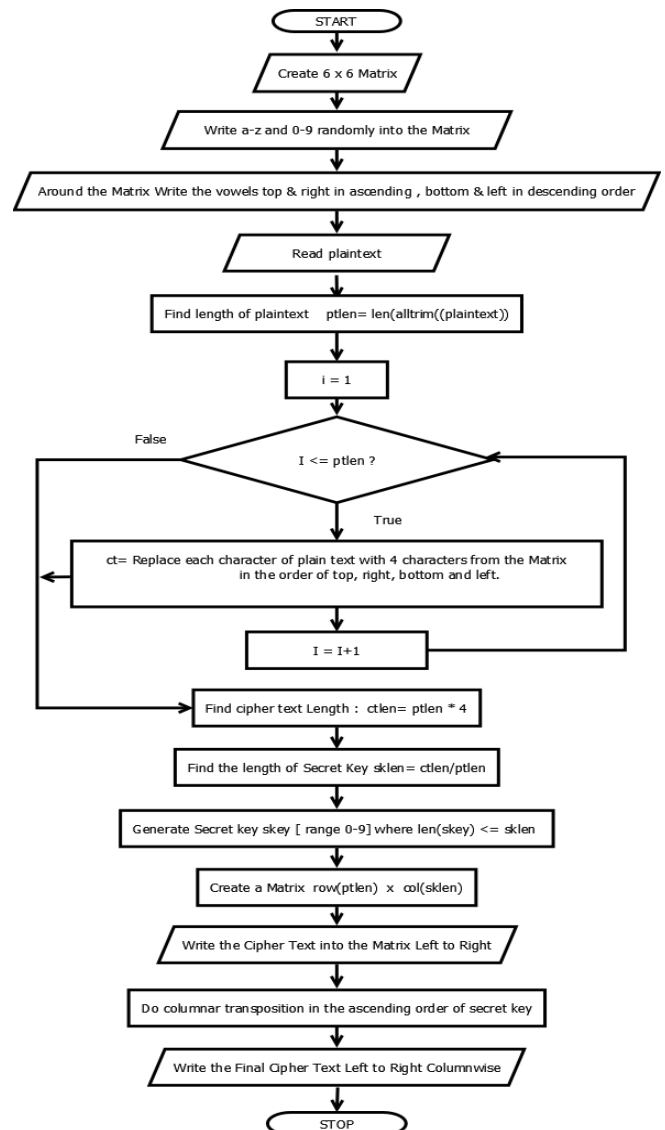 START
Create 6 x 6 Matrix
Write a-z and 0-9 randomly into the Matrix
Around the Matrix Write the vowels top & right in ascending , bottom & left in descending order
Read plaintext
Find length of plaintext ptlen= len(alltrim((plaintext))
i = 1
False
I <= ptlen ?
True
ct= Replace each character of plain text with 4 characters from the Matrix
in the order of top, right, bottom and left.
I = I+1
Find cipher text Length : ctlen= ptlen * 4
Find the length of Secret Key sklen= ctlen/ptlen
Generate Secret key skey [ range 0-9] where len(skey) <= sklen
Create a Matrix row(ptlen) x col(sklen)
Write the Cipher Text into the Matrix Left to Right
Do columnar transposition in the ascending order of secret key
Write the Final Cipher Text Left to Right Columnwise
STOP